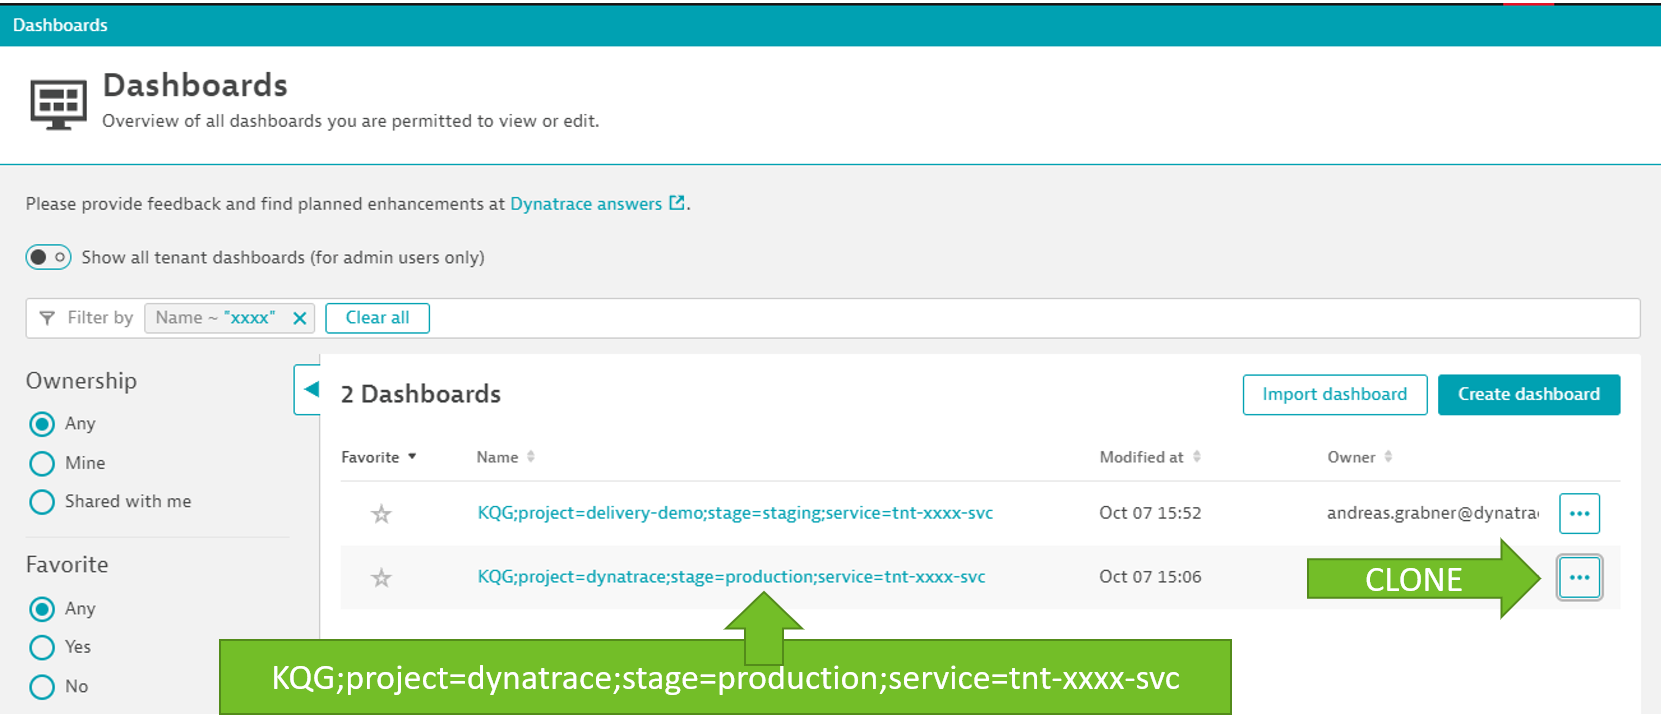 Dashboards
Dashboards
Overview of all dashboards you are permitted to view or edit.
Please provide feedback and find planned enhancements at Dynatrace answers.
Show all tenant dashboards (for admin users only)
Filter by Name ~ "xxxx" Clear all
Ownership
Any
Mine
Shared with me
Favorite
Any
Yes
No
2 Dashboards Import dashboard Create dashboard
Favorite Name Modified at Owner
KQG;project=delivery-demo;stage=staging;service=tnt-xxxx-svc Oct 07 15:52 andreas.grabner@dynatra
KQG;project=dynatrace;stage=production;service=tnt-xxxx-svc Oct 07 15:06 CLONE
KQG;project=dynatrace;stage=production;service=tnt-xxxx-svc